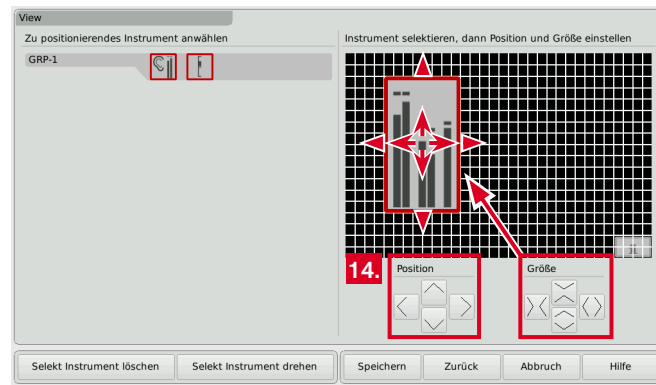 View
Zu positionierendes Instrument anwählen
Instrument selektieren, dann Position und Größe einstellen
GRP-1
14.
Position
Größe
Selekt Instrument löschen
Selekt Instrument drehen
Speichern
Zurück
Abbruch
Hilfe